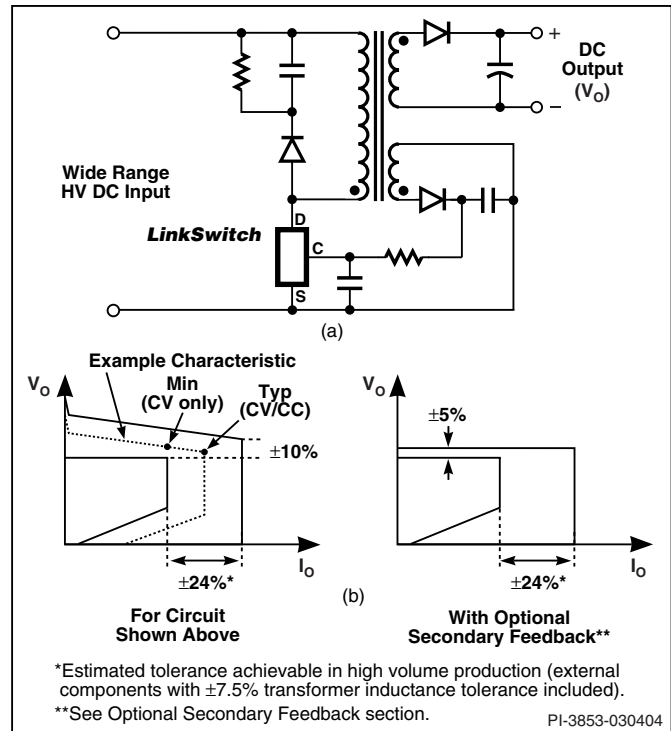 +
DC
Output
(VO)
−
Wide Range
HV DC Input
LinkSwitch
D
C
S
(a)
Example Characteristic
VO
Min
(CV only)
Typ
(CV/CC)
±10%
±24%*
IO
For Circuit
Shown Above
(b)
VO
±5%
±24%*
IO
With Optional
Secondary Feedback**
*Estimated tolerance achievable in high volume production (external
components with ±7.5% transformer inductance tolerance included).
**See Optional Secondary Feedback section.
PI-3853-030404